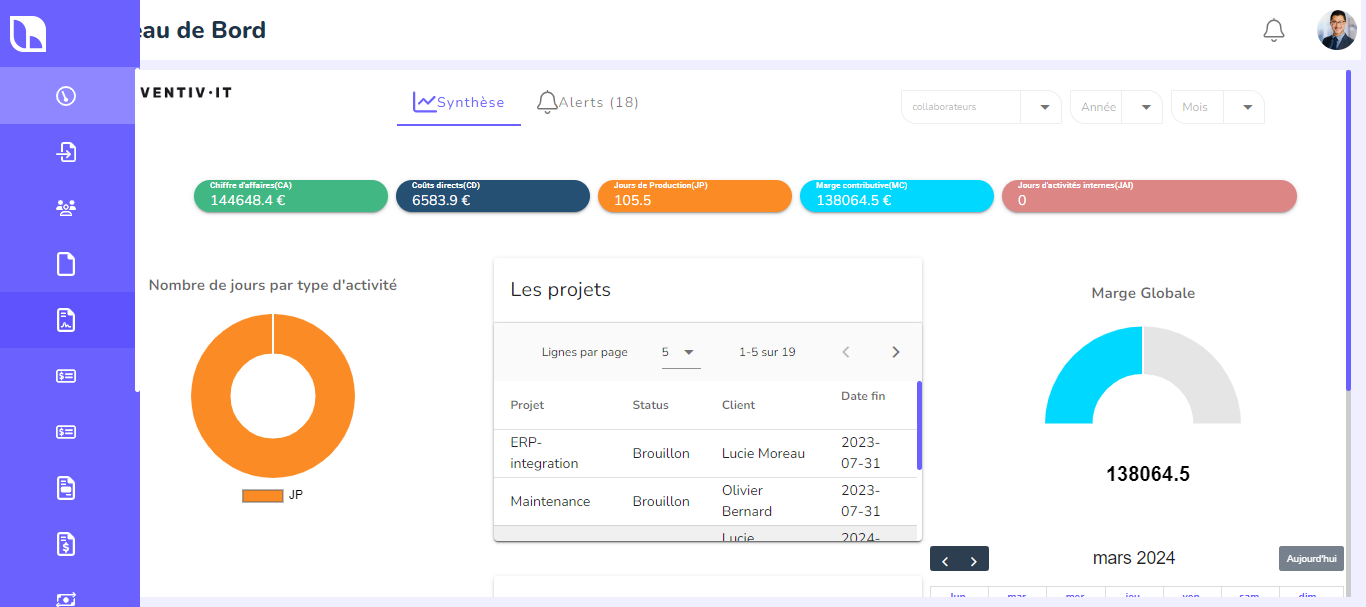 eau de Bord
VENTIV·IT
Synthèse
Alerts (18)
collaborateurs
Année
Mois
Chiffre d'affaires(CA)
144648.4 €
Coûts directs(CD)
6583.9 €
Jours de Production(JP)
105.5
Marge contributive(MC)
138064.5 €
Jours d'activités internes(JAI)
0
Nombre de jours par type d'activité
JP
Les projets
Lignes par page 5 1-5 sur 19
Projet Status Client Date fin
ERP-
integration
Brouillon
Lucie Moreau
2023-
07-31
Maintenance
Brouillon
Olivier
Bernard
2023-
07-31
Lucie
2024-
Marge Globale
138064.5
mars 2024
Aujourd'hui
lun. mar. mer. jeu. ven. sam. dim.